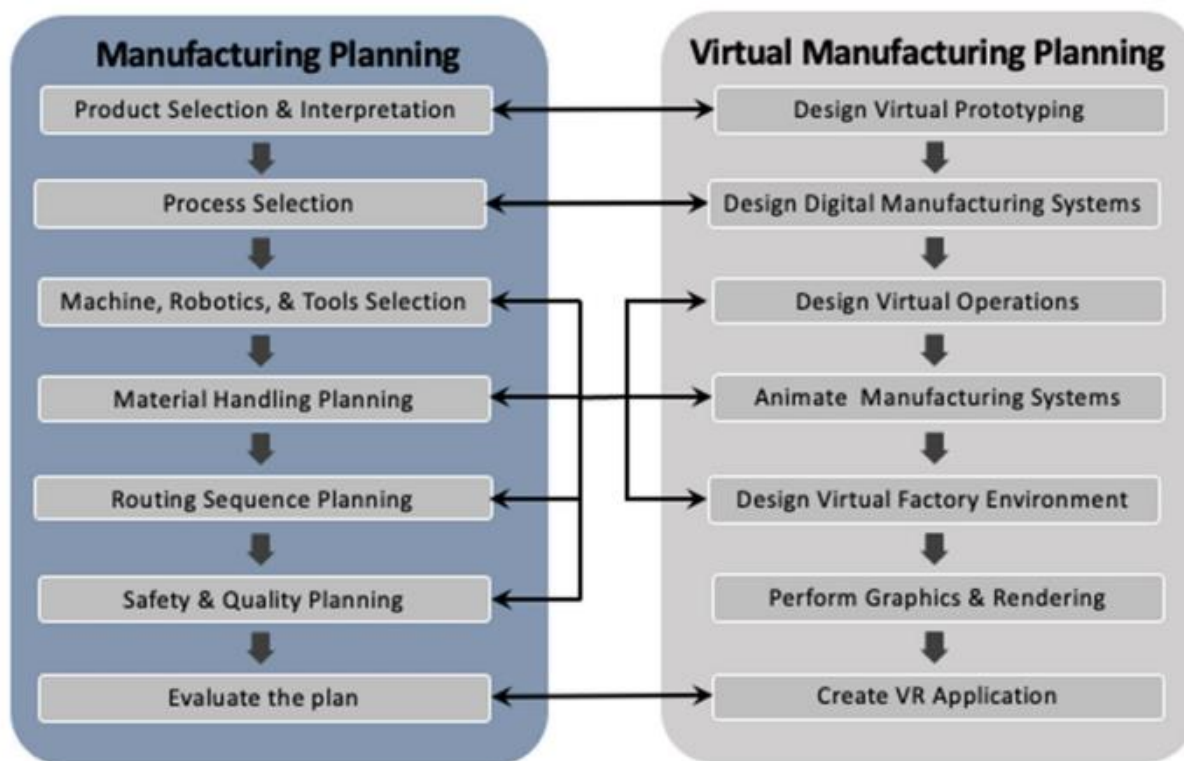 Manufacturing Planning
Product Selection & Interpretation
Process Selection
Machine, Robotics, & Tools Selection
Material Handling Planning
Routing Sequence Planning
Safety & Quality Planning
Evaluate the plan
Virtual Manufacturing Planning
Design Virtual Prototyping
Design Digital Manufacturing Systems
Design Virtual Operations
Animate Manufacturing Systems
Design Virtual Factory Environment
Perform Graphics & Rendering
Create VR Application